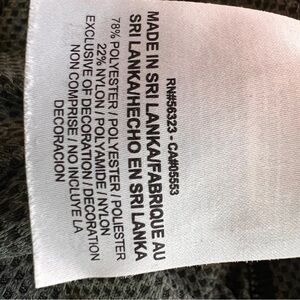 RN#56323 - CA#05553
MADE IN SRI LANKA/FABRIQUE AU
SRI LANKA/HECHO EN SRI LANKA
78% POLYESTER / POLYESTER / POLIESTER
22% NYLON / POLYAMIDE / NYLON
EXCLUSIVE OF DECORATION / DECORATION
NON COMPRISE / NO INCLUYE LA
DECORACION